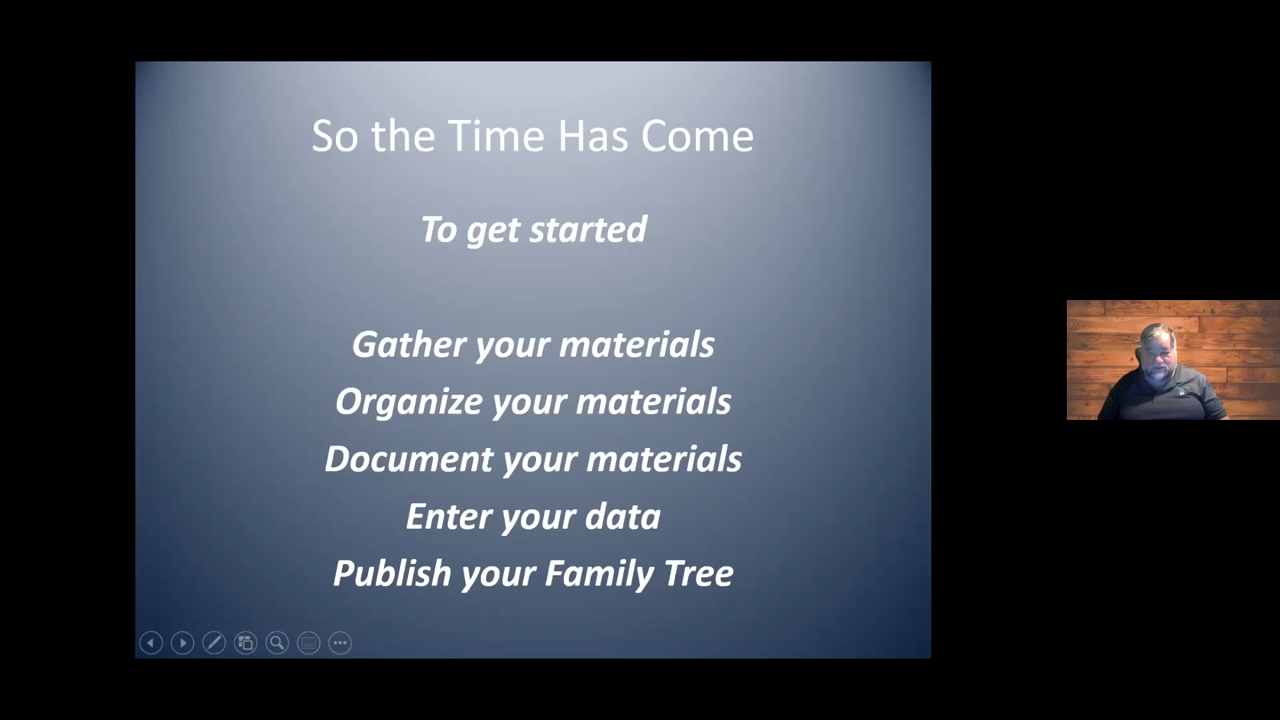 So the Time Has Come
To get started
Gather your materials
Organize your materials
Document your materials
Enter your data
Publish your Family Tree